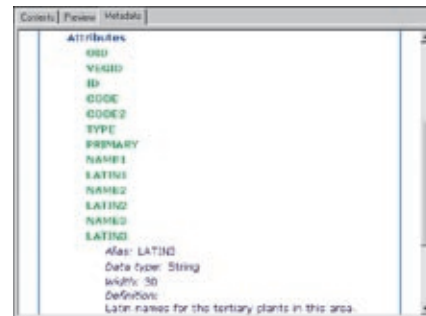 Contents Preview Metadata
Attributes
OID
VEGID
ID
CODE
CODE2
TYPE
PRIMARY
NAME1
LATIN1
NAME2
LATIN2
NAME3
LATIN3
Alias: LATIN3
Data type: String
Width: 30
Definition:
Latin names for the tertiary plants in this area.